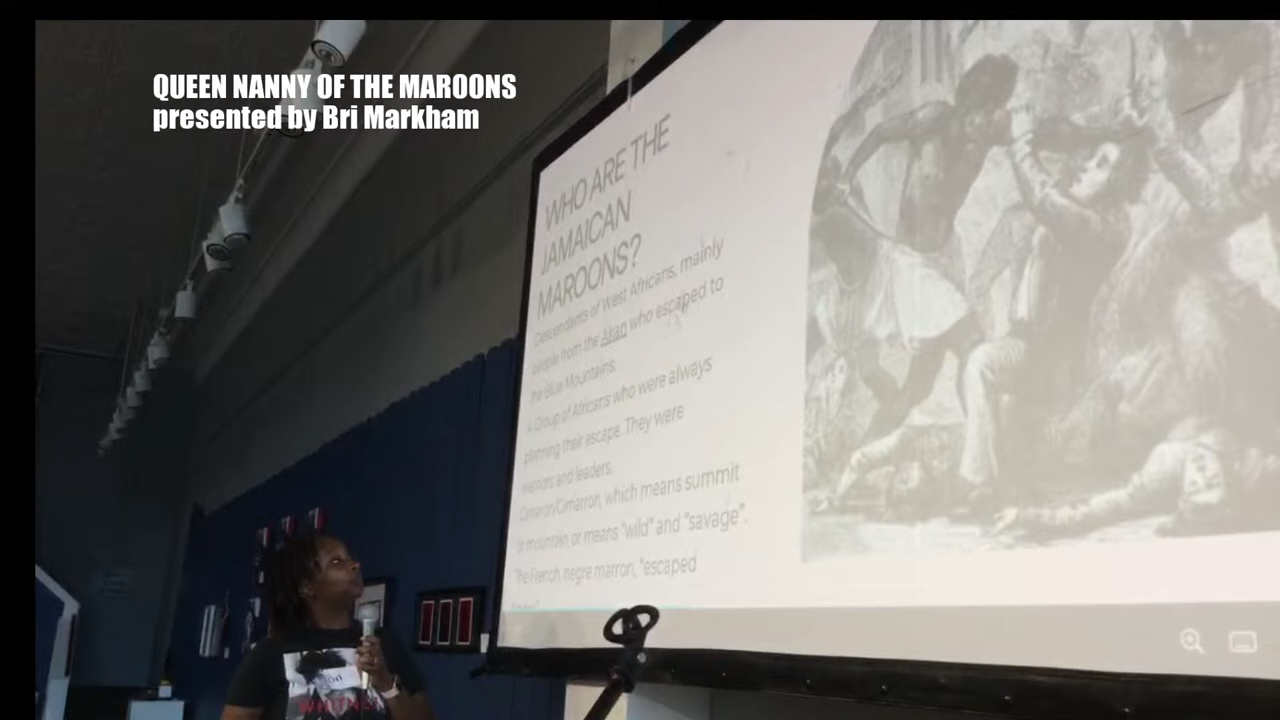 QUEEN NANNY OF THE MAROONS
presented by Bri Markham
WHO ARE THE
JAMAICAN
MAROONS?
Descendants of West Africans, mainly
people from the Akan who escaped to
the Blue Mountains.
A Group of Africans who were always
planning their escape. They were
warriors and leaders.
Cimaron/Cimarron, which means summit
or mountain, or means "wild" and "savage".
The French, negre marron, "escaped
WHITNEY